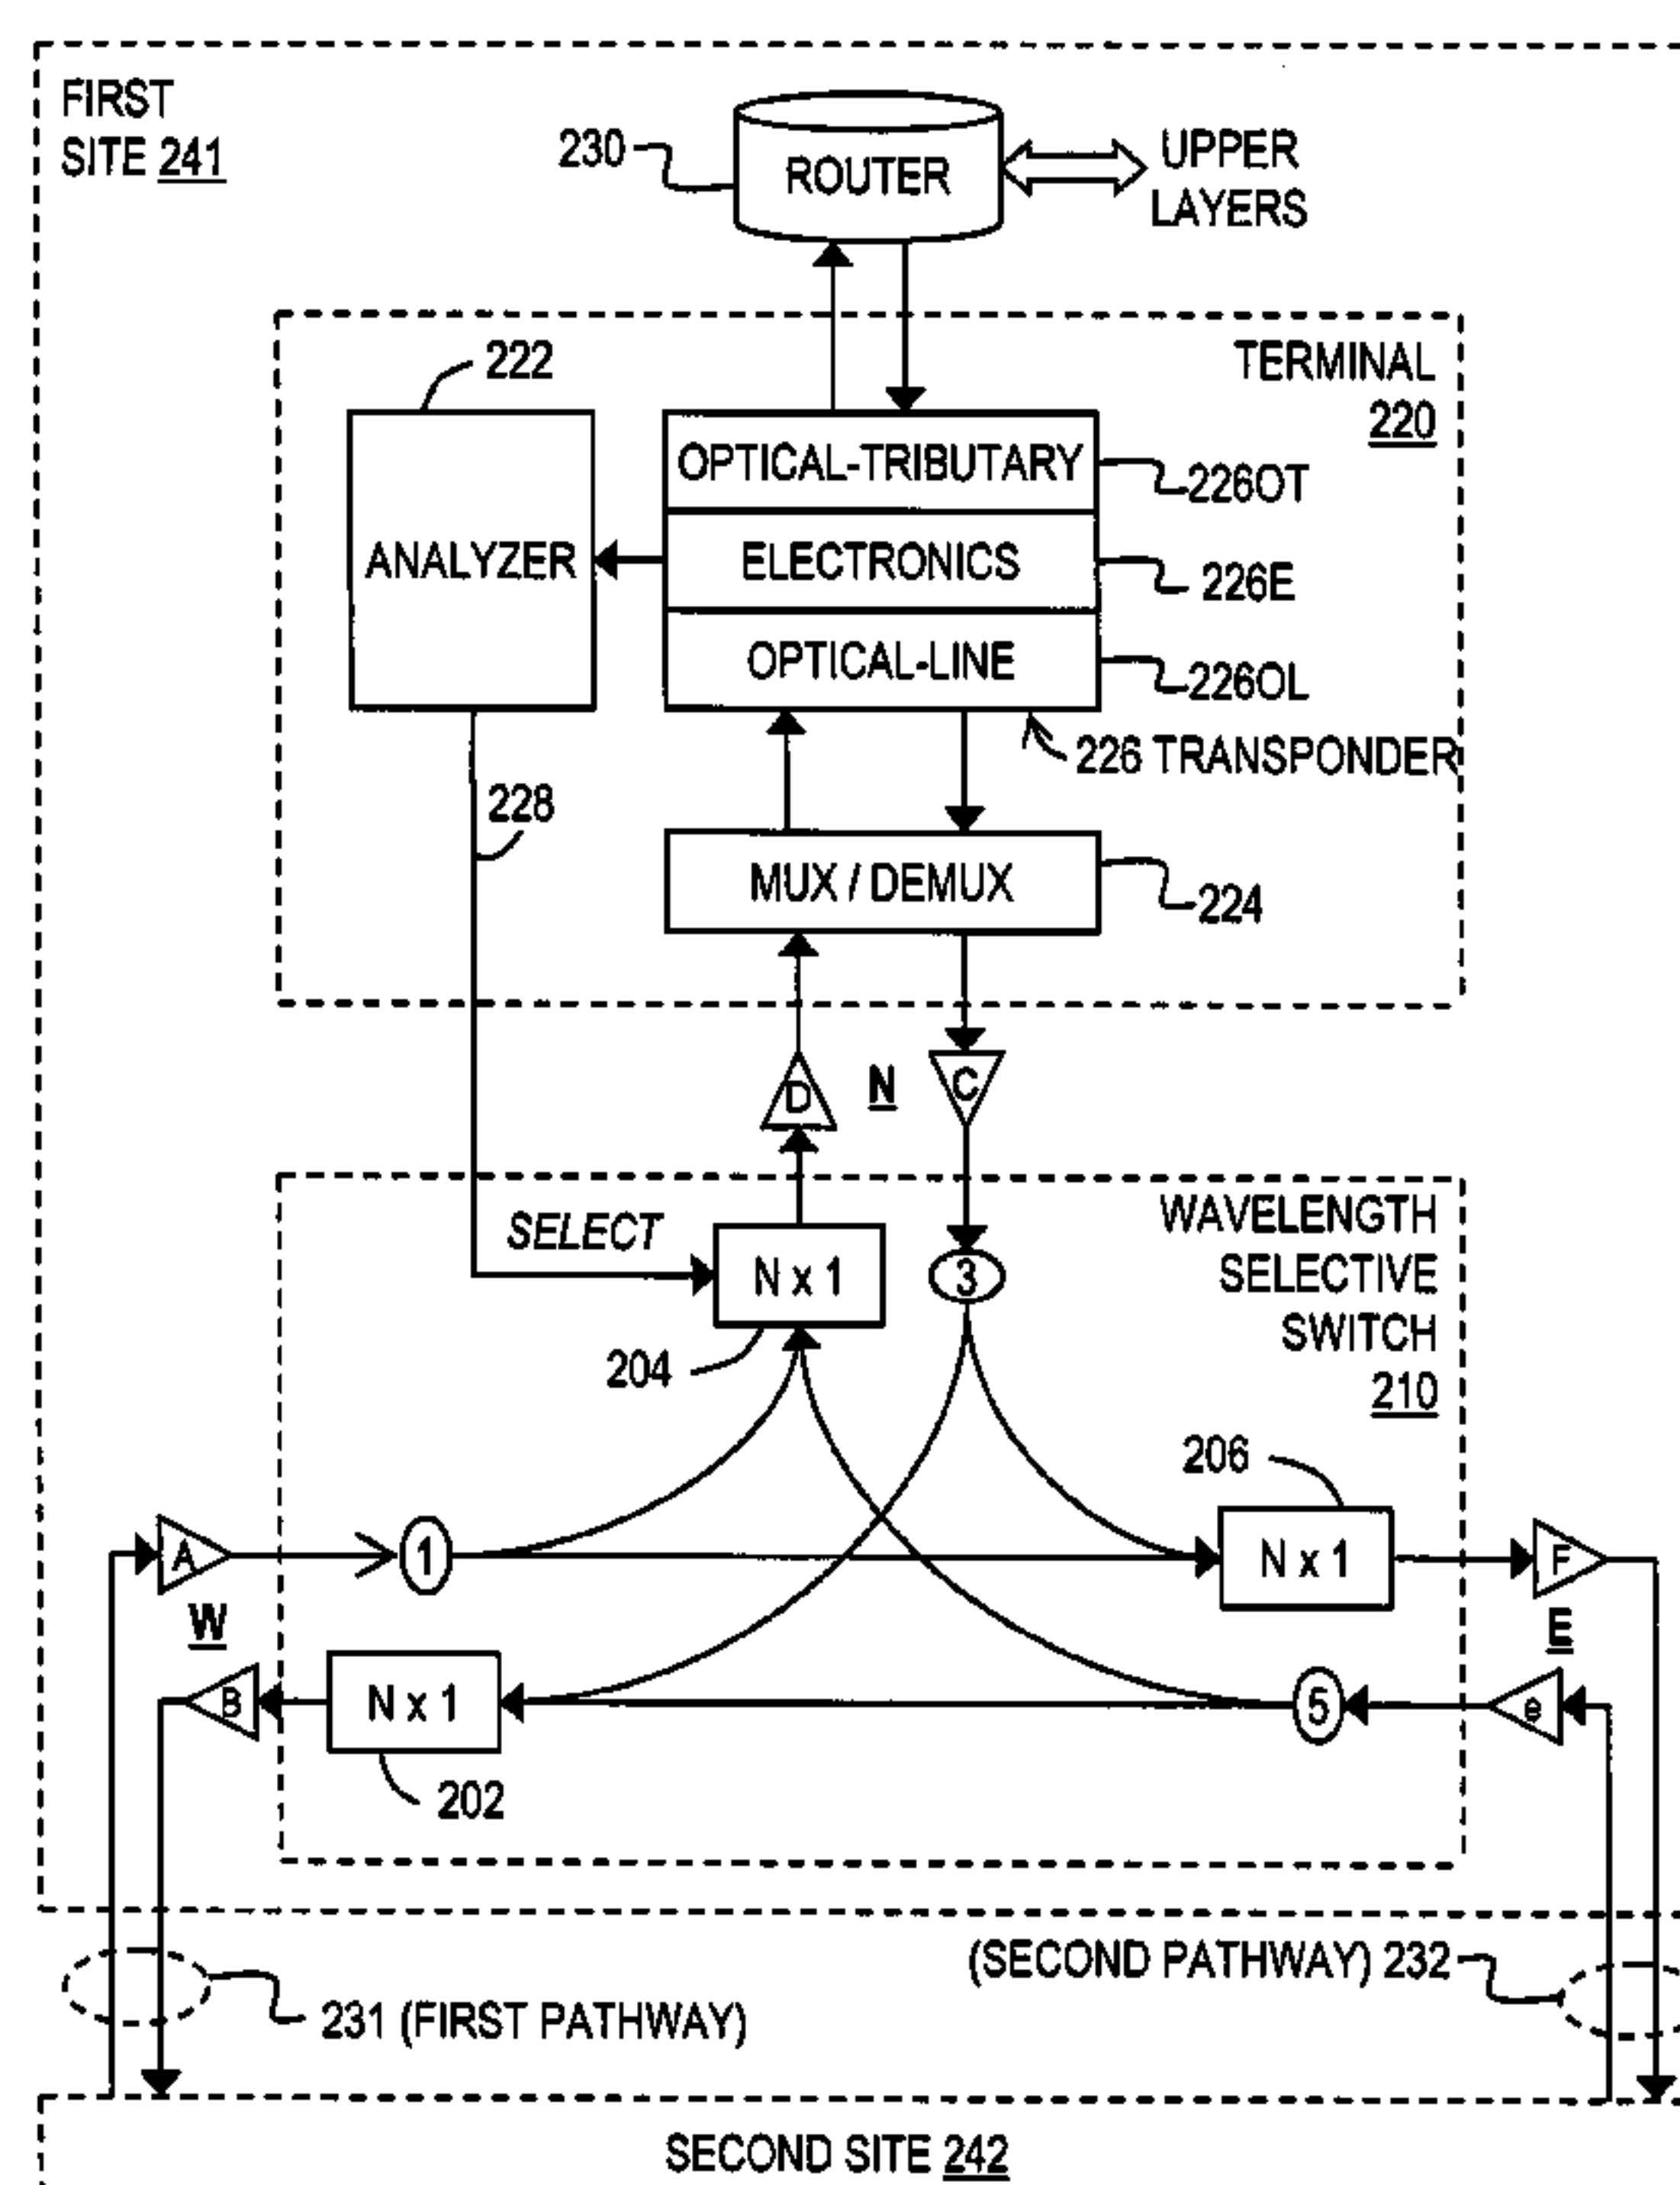 FIRST
SITE 241
230
ROUTER
UPPER
LAYERS
222
TERMINAL
220
ANALYZER
OPTICAL-TRIBUTARY
226OT
ELECTRONICS
226E
OPTICAL-LINE
226OL
226 TRANSPONDER
228
MUX / DEMUX
224
D
N
C
SELECT
N x 1
3
WAVELENGTH
SELECTIVE
SWITCH
210
204
206
A
1
N x 1
F
W
E
B
N x 1
5
e
202
(SECOND PATHWAY) 232
231 (FIRST PATHWAY)
SECOND SITE 242